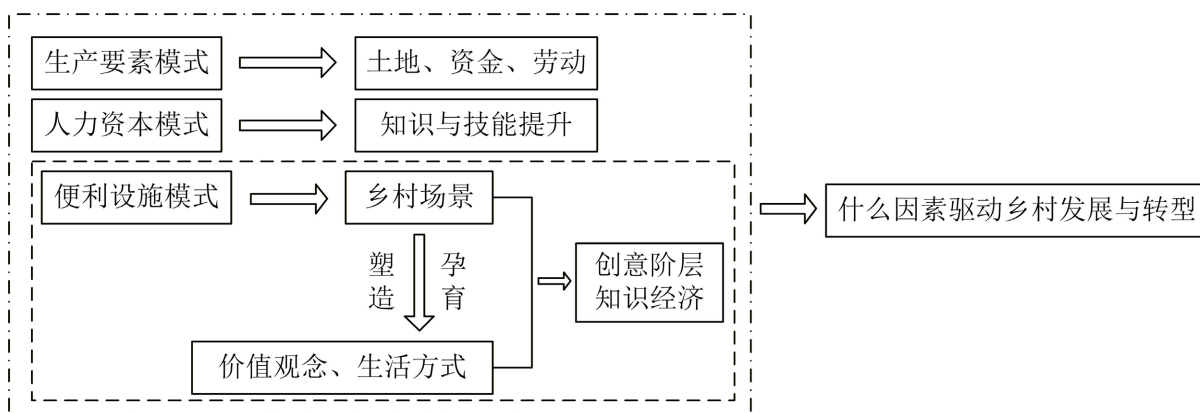 生产要素模式
土地、资金、劳动
人力资本模式
知识与技能提升
便利设施模式
乡村场景
什么因素驱动乡村发展与转型
塑造
孕育
创意阶层
知识经济
价值观念、生活方式